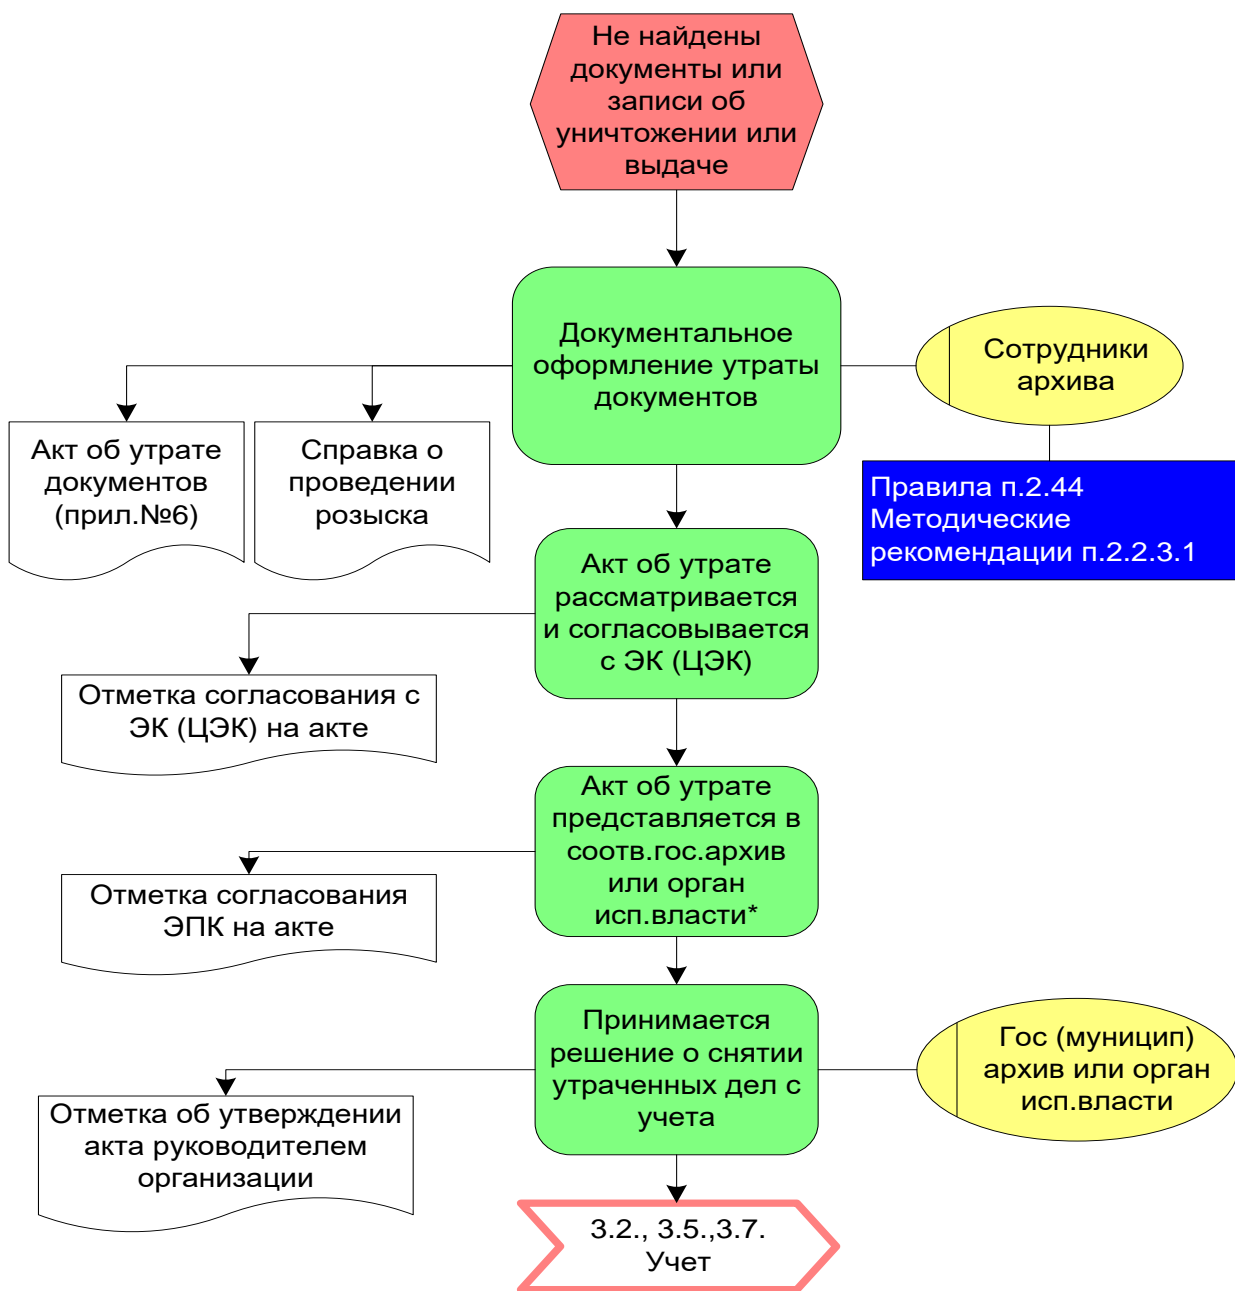 Не найдены
документы или
записи об
уничтожении или
выдаче
Документальное
оформление утраты
документов
Сотрудники
архива
Правила п.2.44
Методические
рекомендации п.2.2.3.1
Акт об утрате
документов
(прил.№6)
Справка о
проведении
розыска
Акт об утрате
рассматривается
и согласовывается
с ЭК (ЦЭК)
Отметка согласования с
ЭК (ЦЭК) на акте
Акт об утрате
представляется в
соотв.гос.архив
или орган
исп.власти*
Отметка согласования
ЭПК на акте
Принимается
решение о снятии
утраченных дел с
учета
Гос (муницип)
архив или орган
исп.власти
Отметка об утверждении
акта руководителем
организации
3.2., 3.5.,3.7.
Учет